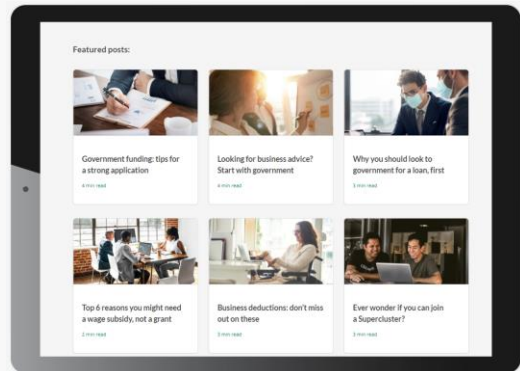 Featured posts:
Government funding: tips for
a strong application
4 min read
Looking for business advice?
Start with government
4 min read
Why you should look to
government for a loan, first
3 min read
Top 6 reasons you might need
a wage subsidy, not a grant
2 min read
Business deductions: don't miss
out on these
3 min read
Ever wonder if you can join
a Supercluster?
3 min read